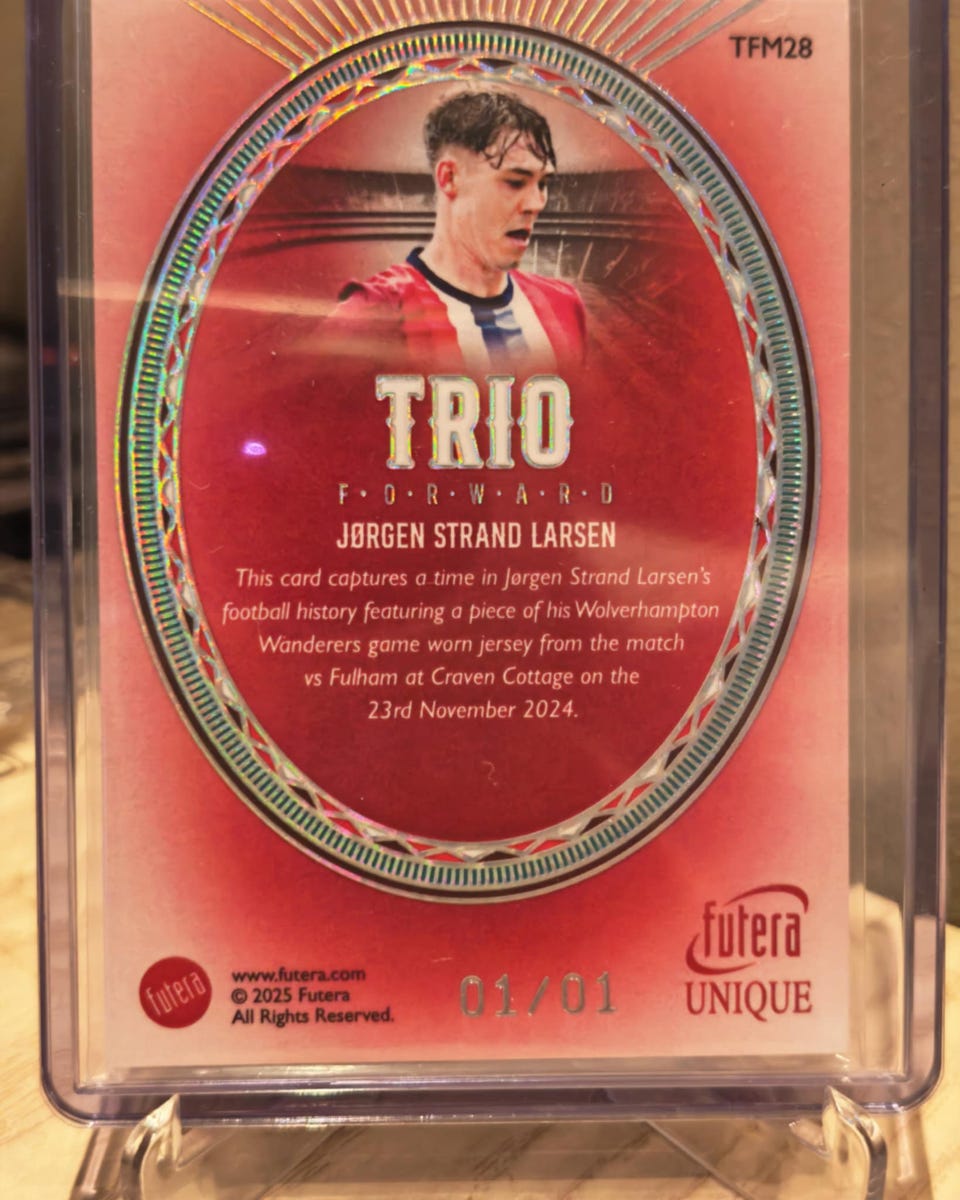 TFM28
TRIO
F·O·R·W·A·R·D
JØRGEN STRAND LARSEN
This card captures a time in Jørgen Strand Larsen's
football history featuring a piece of his Wolverhampton
Wanderers game worn jersey from the match
vs Fulham at Craven Cottage on the
23rd November 2024.
futera
UNIQUE
futera
www.futera.com
© 2025 Futera
All Rights Reserved.
01/01